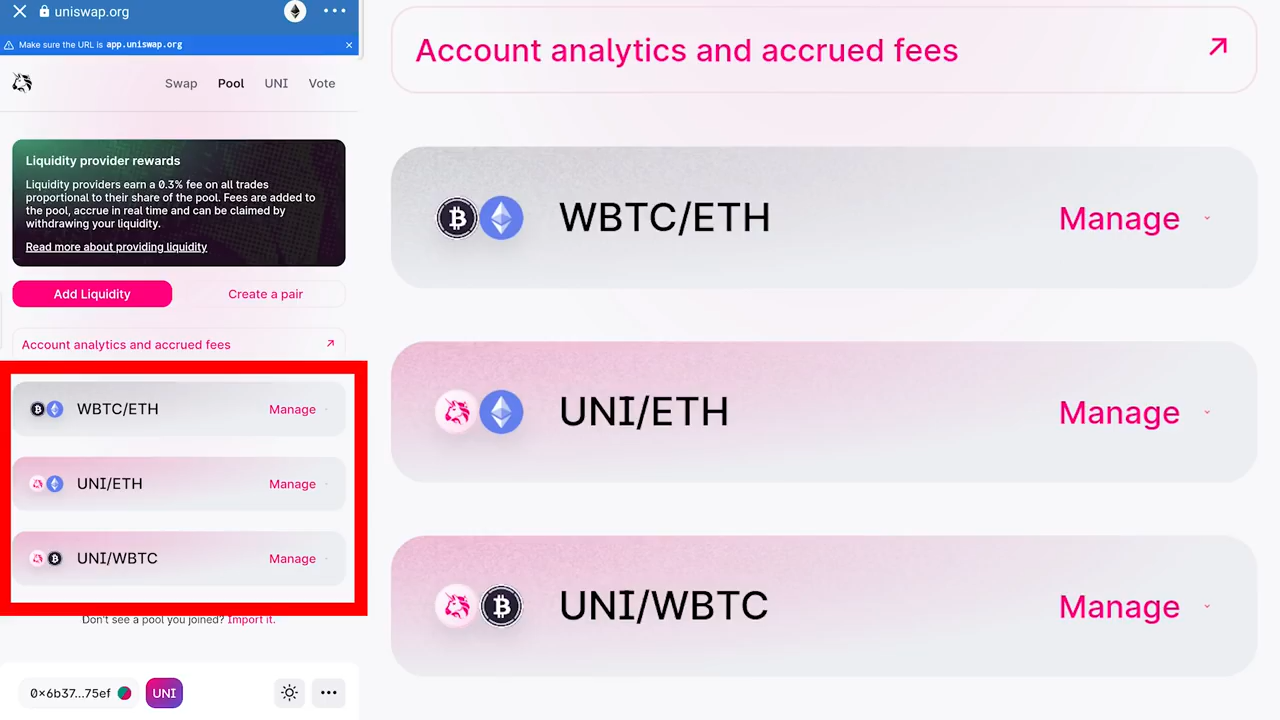 uniswap.org
Make sure the URL is app.uniswap.org
Swap Pool UNI Vote
Liquidity provider rewards
Liquidity providers earn a 0.3% fee on all trades
proportional to their share of the pool. Fees are added to
the pool, accrue in real time and can be claimed by
withdrawing your liquidity.
Read more about providing liquidity
Add Liquidity Create a pair
Account analytics and accrued fees
WBTC/ETH Manage
UNI/ETH Manage
UNI/WBTC Manage
Don't see a pool you joined? Import it.
0x6b37...75ef UNI
Account analytics and accrued fees
WBTC/ETH Manage
UNI/ETH Manage
UNI/WBTC Manage